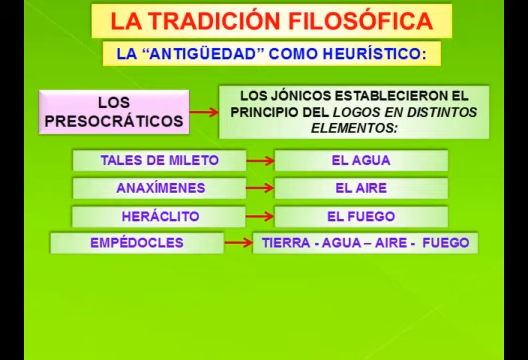 LA TRADICIÓN FILOSÓFICA
LA “ANTIGÜEDAD” COMO HEURÍSTICO:
LOS
PRESOCRÁTICOS
LOS JÓNICOS ESTABLECIERON EL
PRINCIPIO DEL LOGOS EN DISTINTOS
ELEMENTOS:
TALES DE MILETO
EL AGUA
ANAXÍMENES
EL AIRE
HERÁCLITO
EL FUEGO
EMPÉDOCLES
TIERRA - AGUA – AIRE - FUEGO